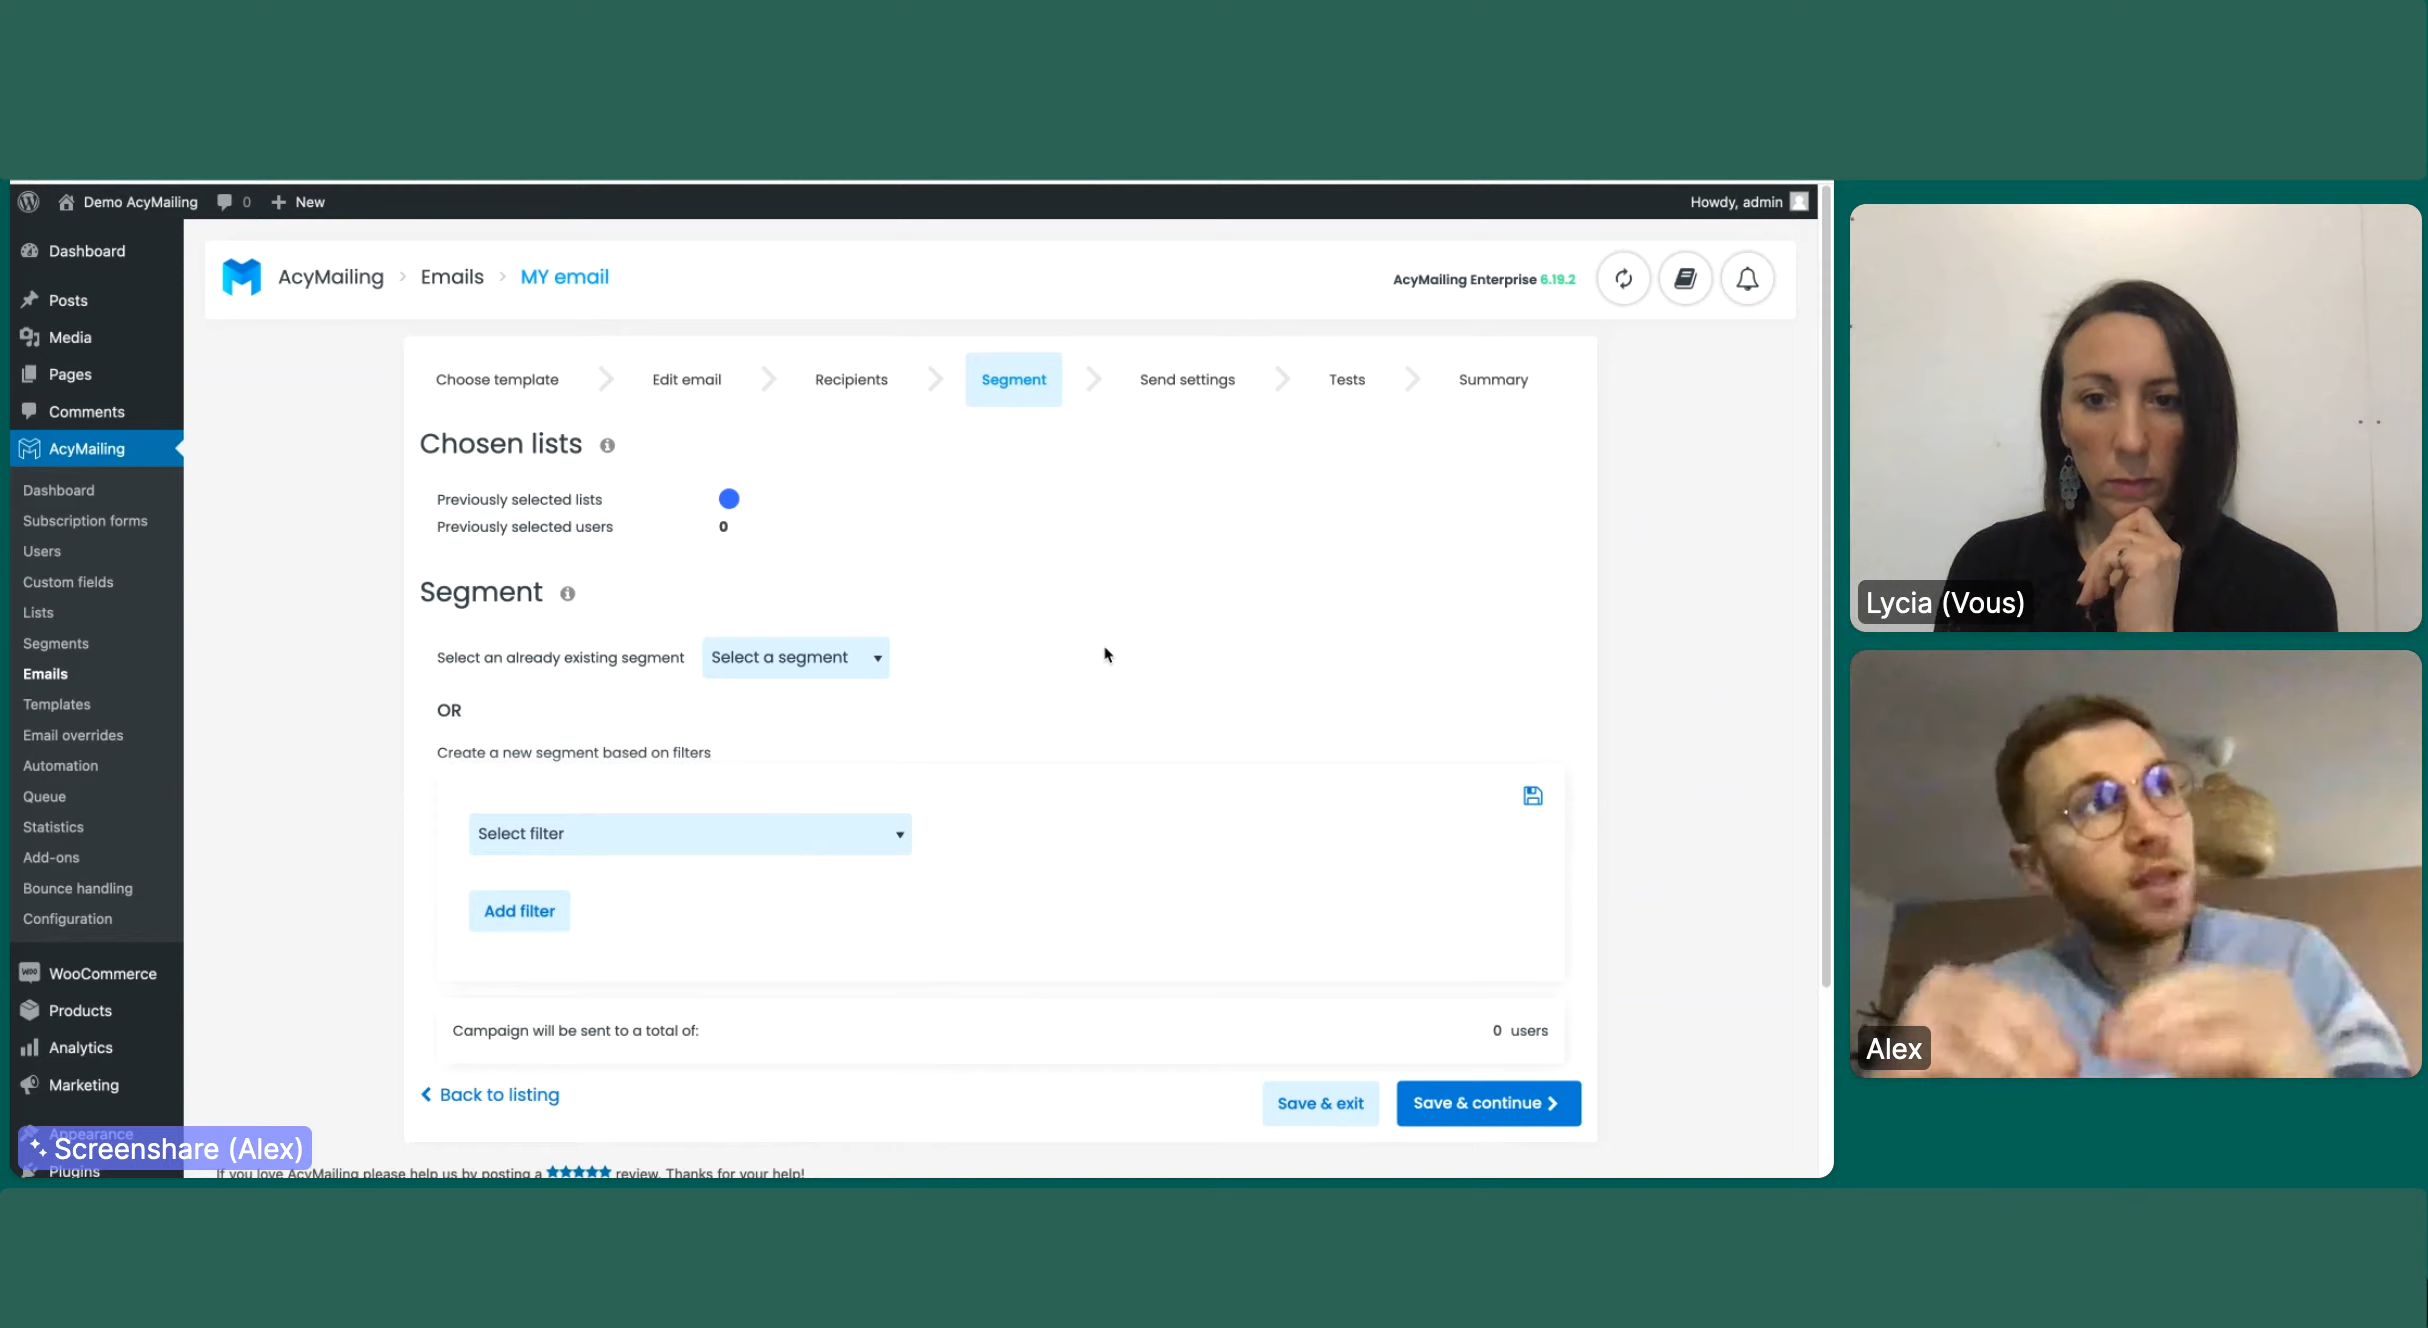 Demo AcyMailing 0 + New
Howdy, admin
Dashboard
Posts
Media
Pages
Comments
AcyMailing
Dashboard
Subscription forms
Users
Custom fields
Lists
Segments
Emails
Templates
Email overrides
Automation
Queue
Statistics
Add-ons
Bounce handling
Configuration
WooCommerce
Products
Analytics
Marketing
Appearance
Plugins
Screenshare (Alex)
AcyMailing > Emails > MY email
AcyMailing Enterprise 6.19.2
Choose template
Edit email
Recipients
Segment
Send settings
Tests
Summary
Chosen lists
Previously selected lists
Previously selected users 0
Segment
Select an already existing segment Select a segment
OR
Create a new segment based on filters
Select filter
Add filter
Campaign will be sent to a total of: 0 users
Back to listing
Save & exit
Save & continue
If you love AcyMailing please help us by posting a ★★★★★ review. Thanks for your help!
Lycia (Vous)
Alex